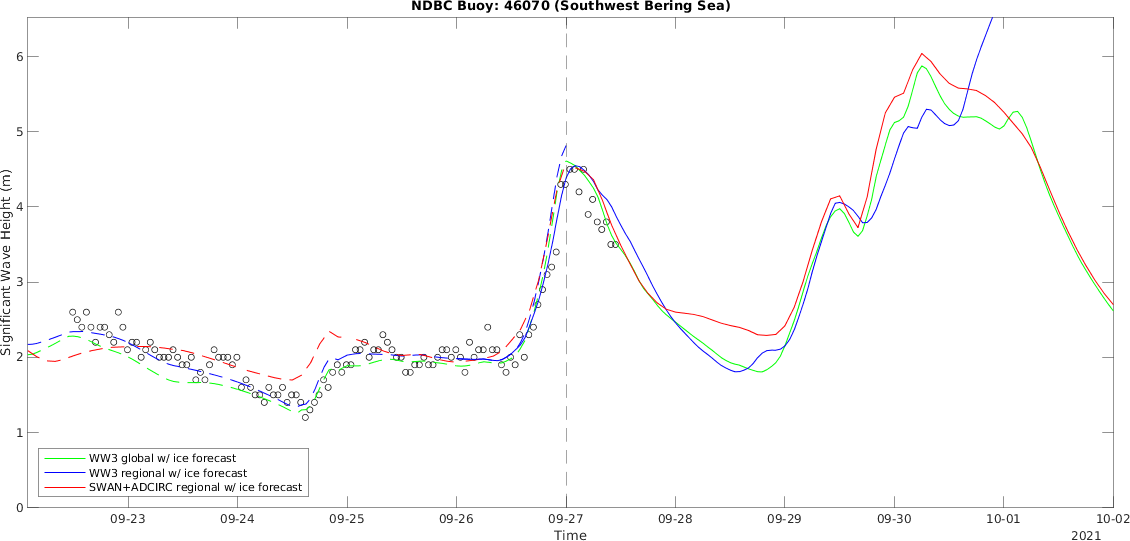 NDBC Buoy: 46070 (Southwest Bering Sea)
Significant Wave Height (m)
6
5
4
3
2
1
0
WW3 global w/ ice forecast
WW3 regional w/ ice forecast
SWAN+ADCIRC regional w/ ice forecast
09-23 09-24 09-25 09-26 09-27 09-28 09-29 09-30 10-01 10-02
Time
2021